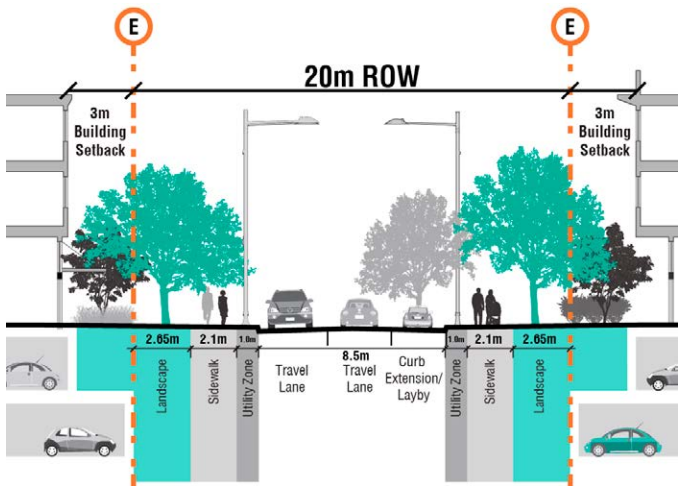 E
E
20m ROW
3m
Building
Setback
3m
Building
Setback
2.65m
2.1m
1.0m
8.5m
1.0m
2.1m
2.65m
Landscape
Sidewalk
Utility Zone
Travel
Lane
Travel
Lane
Curb
Extension/
Layby
Utility Zone
Sidewalk
Landscape